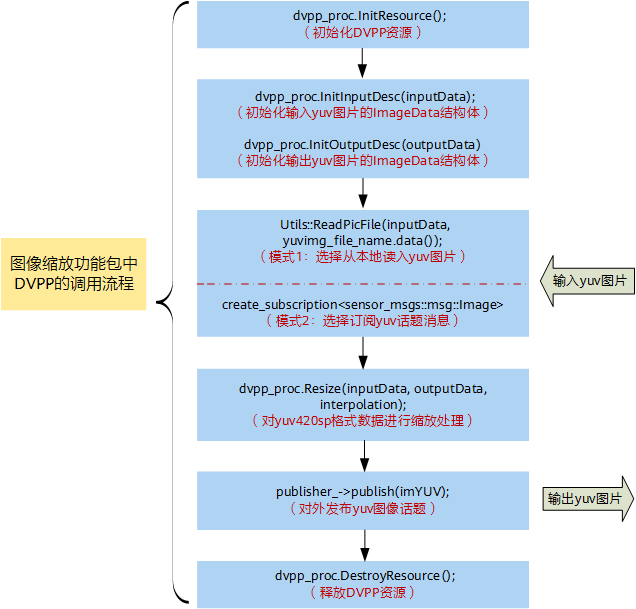 dvpp_proc.InitResource();
（初始化DVPP资源）
dvpp_proc.InitInputDesc(inputData);
（初始化输入yuv图片的ImageData结构体）
dvpp_proc.InitOutputDesc(outputData)
（初始化输出yuv图片的ImageData结构体）
图像缩放功能包中
DVPP的调用流程
Utils::ReadPicFile(inputData,
yuvimg_file_name.data());
（模式1：选择从本地读入yuv图片）
create_subscription<sensor_msgs::msg::Image>
（模式2：选择订阅yuv话题消息）
输入yuv图片
dvpp_proc.Resize(inputData, outputData,
interpolation);
（对yuv420sp格式数据进行缩放处理）
publisher_->publish(imYUV);
（对外发布yuv图像话题）
输出yuv图片
dvpp_proc.DestroyResource();
（释放DVPP资源）